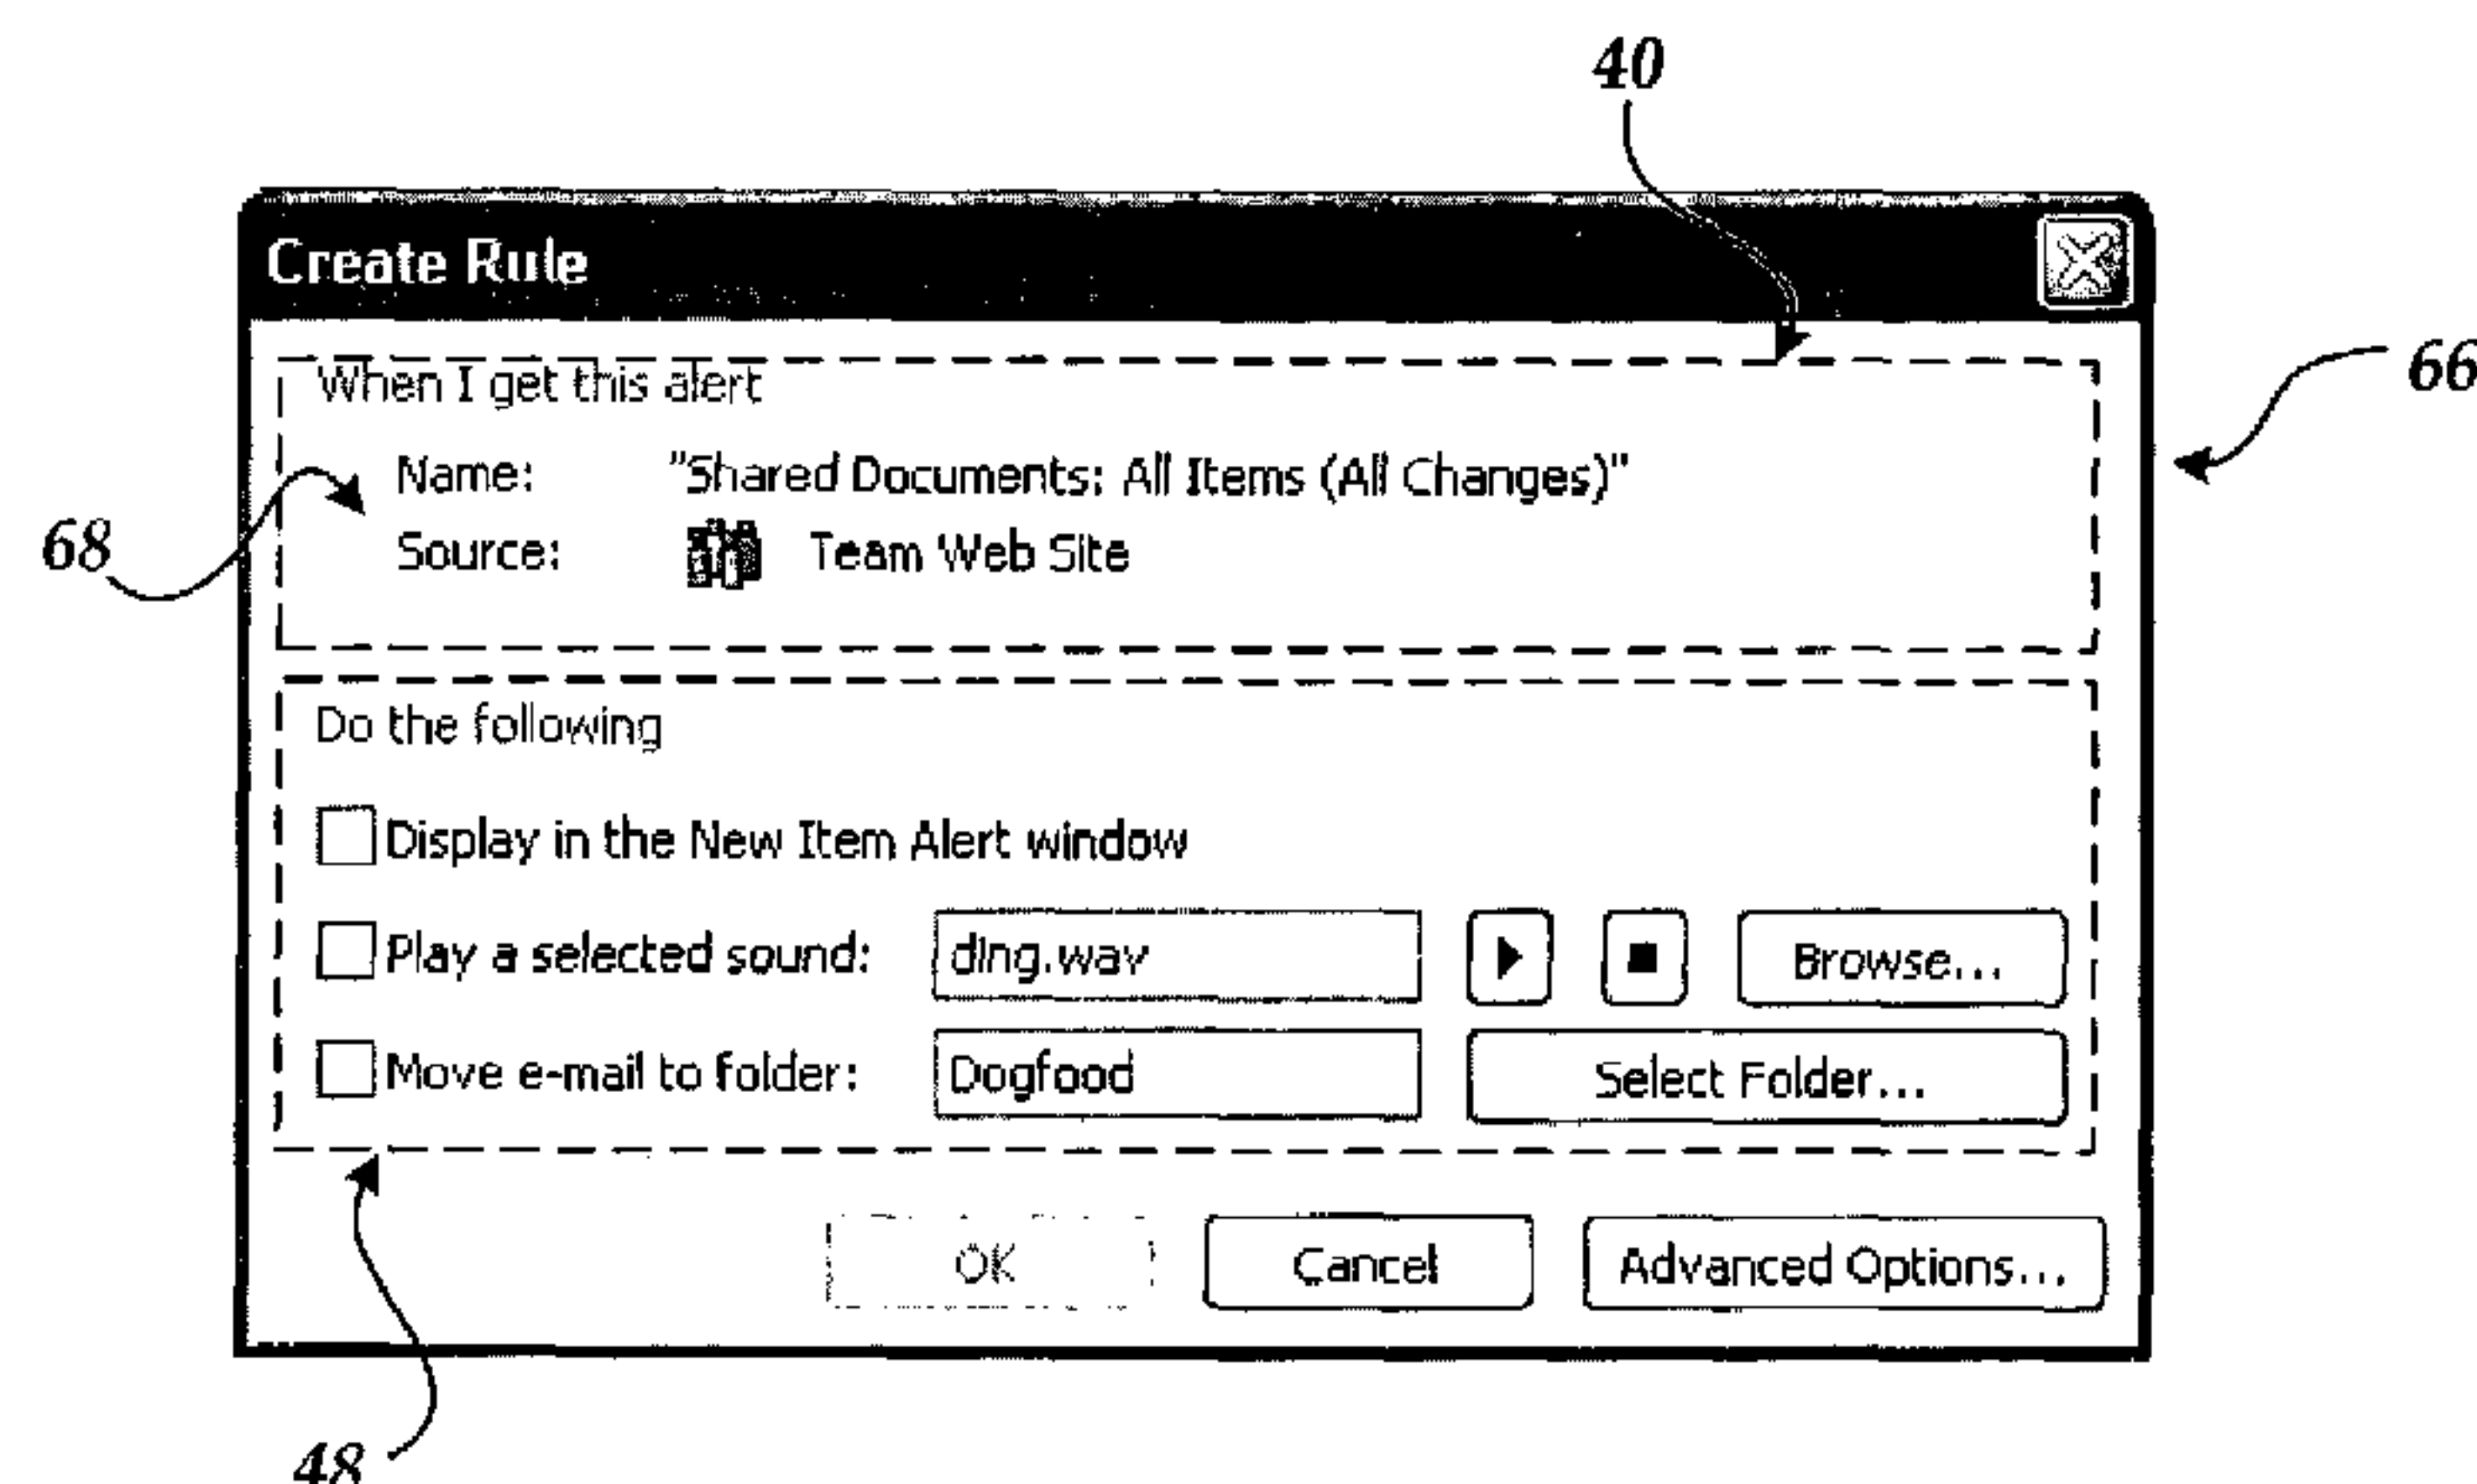 40
Create Rule
66
When I get this alert
Name: "Shared Documents: All Items (All Changes)"
68
Source: Team Web Site
Do the following
Display in the New Item Alert window
Play a selected sound: ding.wav Browse...
Move e-mail to folder: Dogfood Select Folder...
OK Cancel Advanced Options...
48